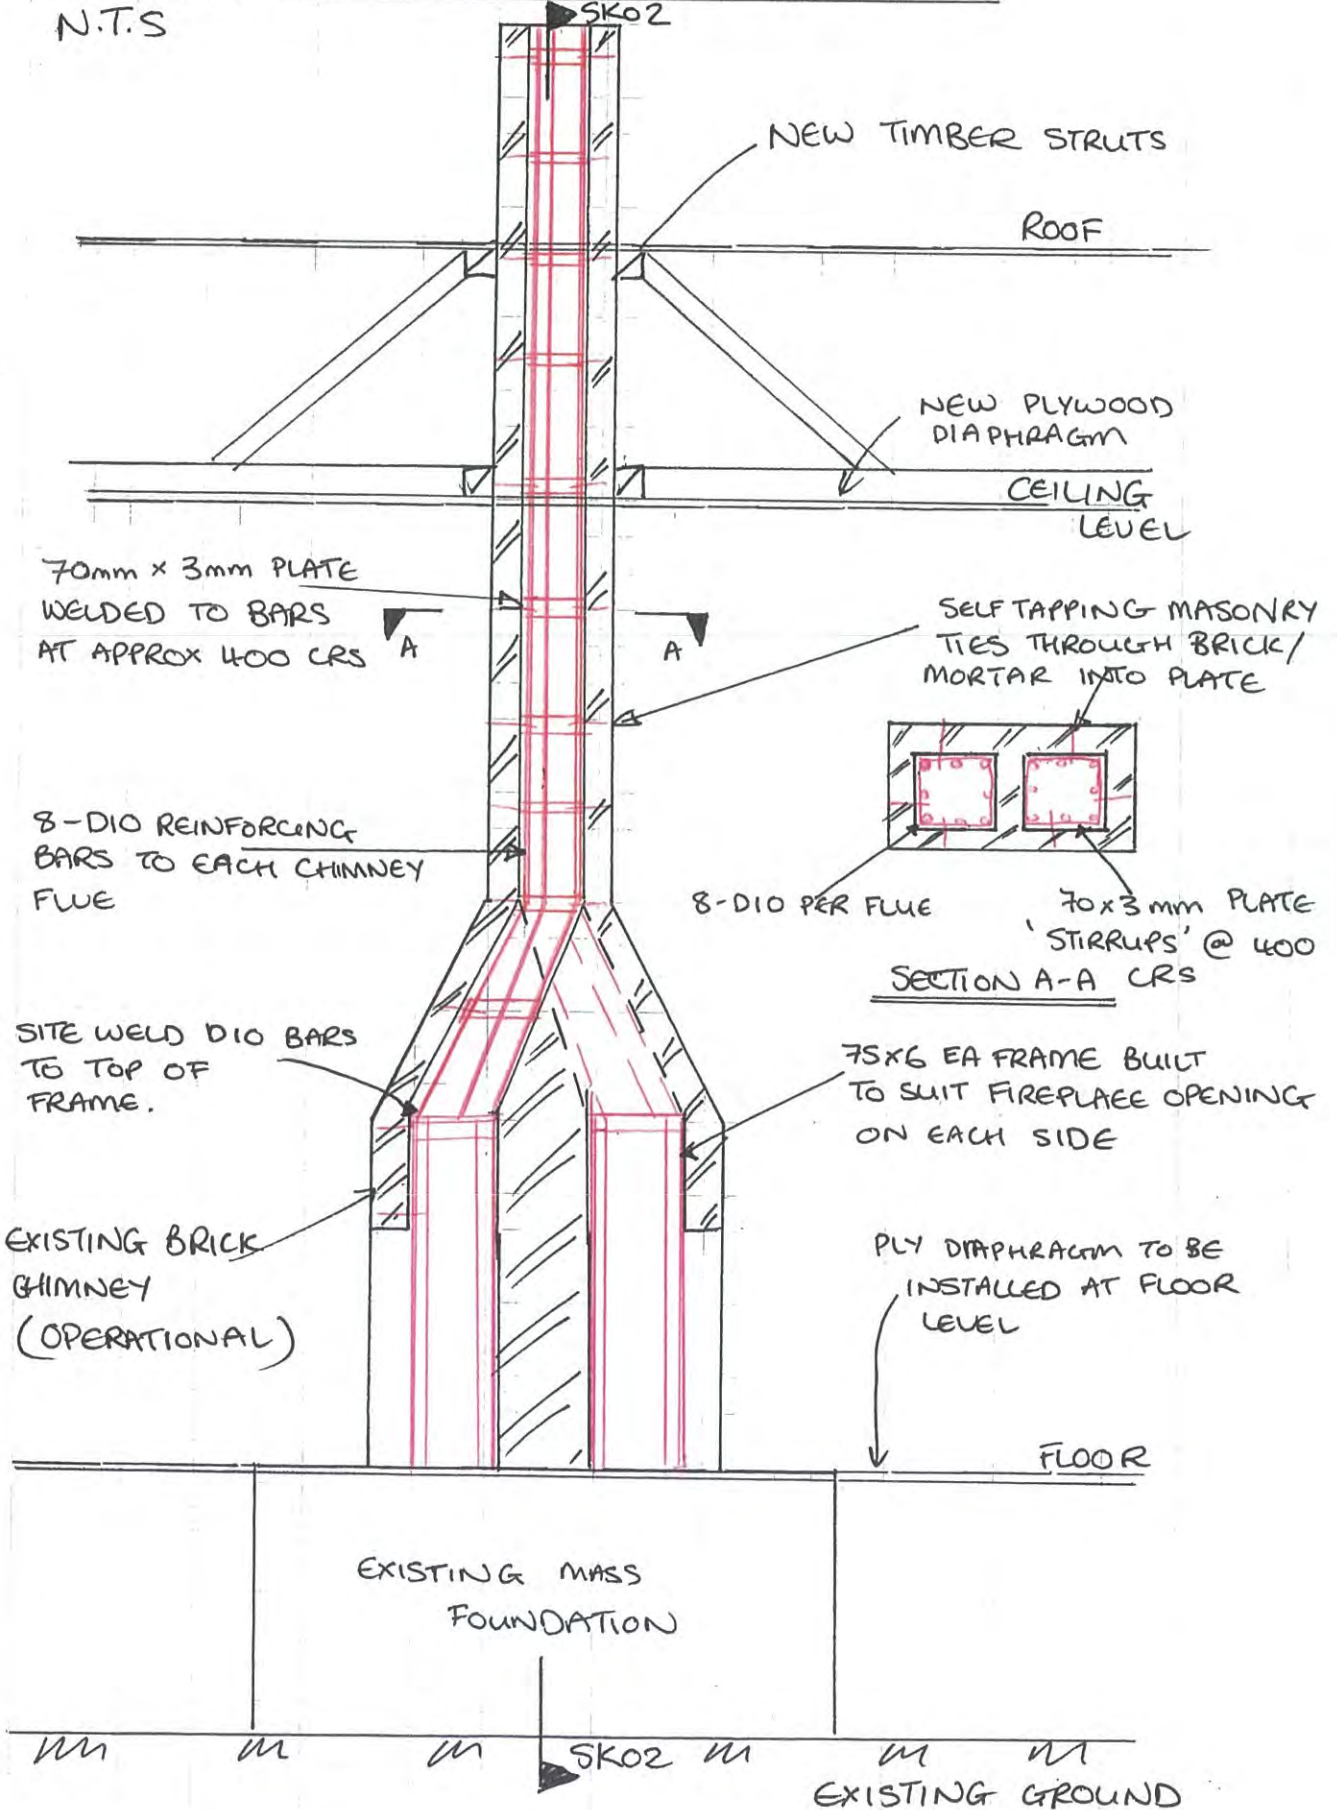 N.T.S
SK02
NEW TIMBER STRUTS
ROOF
NEW PLYWOOD
DIAPHRAGM
CEILING
LEVEL
70mm x 3mm PLATE
WELDED TO BARS
AT APPROX 400 CRS
A
A
SELF TAPPING MASONRY
TIES THROUGH BRICK/
MORTAR INTO PLATE
8-D10 REINFORCING
BARS TO EACH CHIMNEY
FLUE
8-D10 PER FLUE
70x3mm PLATE
'STIRRUPS' @ 400
CRS
SECTION A-A
SITE WELD D10 BARS
TO TOP OF
FRAME.
75x6 EA FRAME BUILT
TO SUIT FIREPLACE OPENING
ON EACH SIDE
EXISTING BRICK
CHIMNEY
(OPERATIONAL)
PLY DIAPHRAGM TO BE
INSTALLED AT FLOOR
LEVEL
FLOOR
EXISTING MASS
FOUNDATION
SK02
EXISTING GROUND